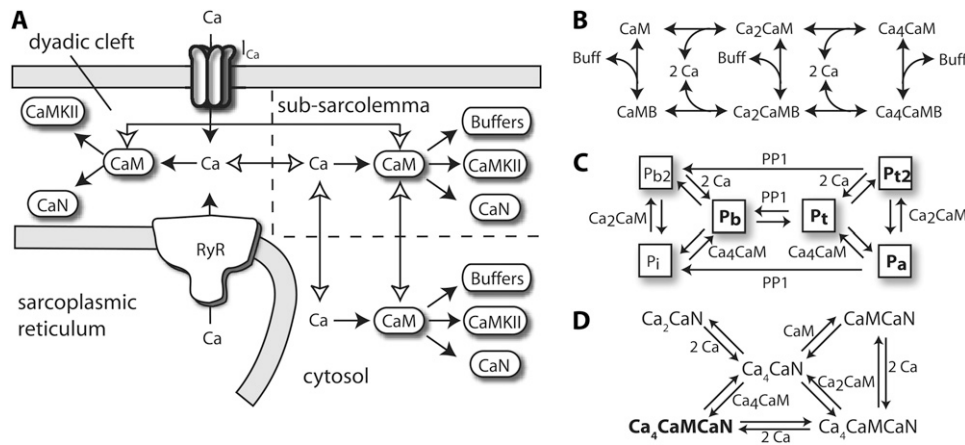 A
Ca
dyadic cleft
I_Ca
sub-sarcolemma
CaMKII
CaM
Ca
Ca
CaM
Buffers
CaMKII
CaN
CaN
RyR
sarcoplasmic
reticulum
Ca
cytosol
Ca
CaM
Buffers
CaMKII
CaN
B
CaM
Ca2CaM
Ca4CaM
Buff
2 Ca
Buff
2 Ca
Buff
CaMB
Ca2CaMB
Ca4CaMB
C
Pb2
PP1
Pt2
2 Ca
2 Ca
Ca2CaM
Pb
PP1
Pt
Ca2CaM
Pi
Ca4CaM
Ca4CaM
Pa
PP1
D
Ca₂CaN
CaM
CaMCaN
2 Ca
Ca₄CaN
2 Ca
Ca2CaM
Ca4CaM
Ca₄CaMCaN
2 Ca
Ca₄CaMCaN